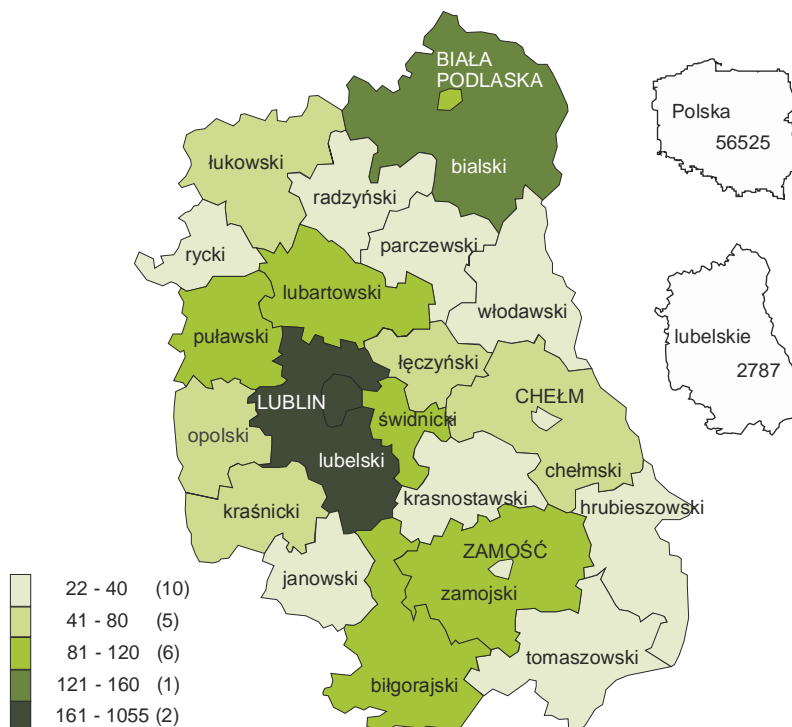 BIAŁA
PODLASKA
Polska
56525
łukowski
bialski
radzyński
parczewski
rycki
lubartowski
włodawski
puławski
lubelskie
2787
łęczyński
LUBLIN
CHEŁM
świdnicki
opolski
lubelski
chełmski
krasnostawski
hrubieszowski
kraśnicki
ZAMOŚĆ
janowski
zamojski
tomaszowski
biłgorajski
22 - 40 (10)
41 - 80 (5)
81 - 120 (6)
121 - 160 (1)
161 - 1055 (2)